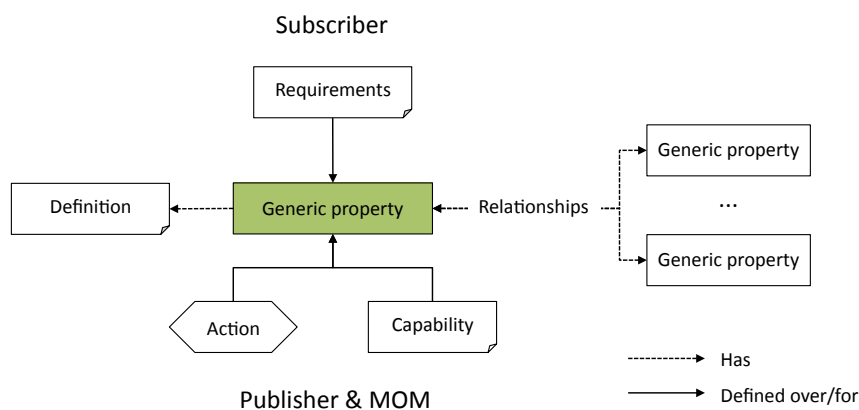 Subscriber
Requirements
Generic property
Definition
Generic property
Relationships
...
Generic property
Action
Capability
Has
Publisher & MOM
Defined over/for